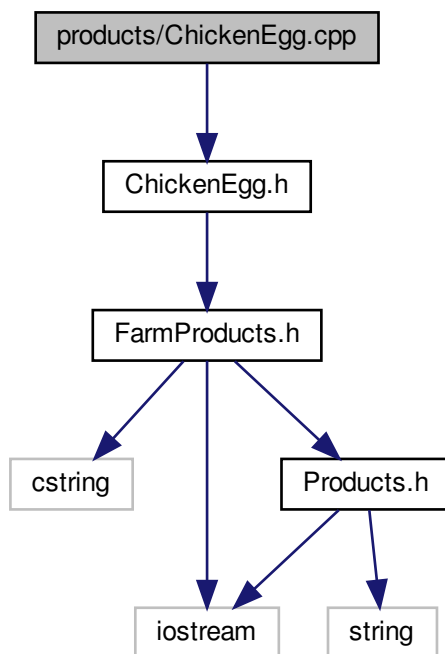 products/ChickenEgg.cpp
ChickenEgg.h
FarmProducts.h
cstring
Products.h
iostream
string